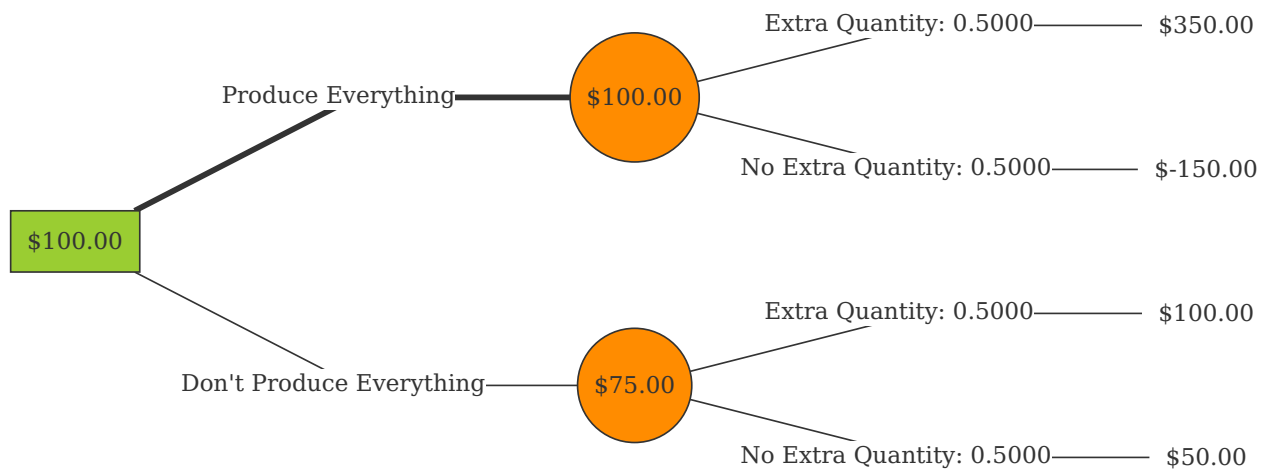 Extra Quantity: 0.5000
$350.00
Produce Everything
$100.00
No Extra Quantity: 0.5000
$-150.00
$100.00
Extra Quantity: 0.5000
$100.00
Don't Produce Everything
$75.00
No Extra Quantity: 0.5000
$50.00